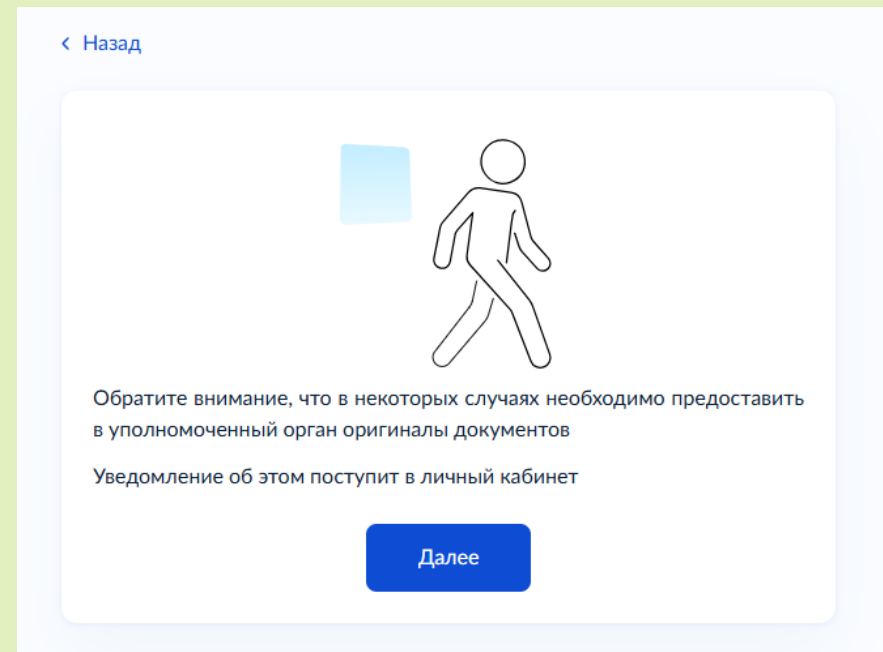 Назад
Обратите внимание, что в некоторых случаях необходимо предоставить
в уполномоченный орган оригиналы документов
Уведомление об этом поступит в личный кабинет
Далее